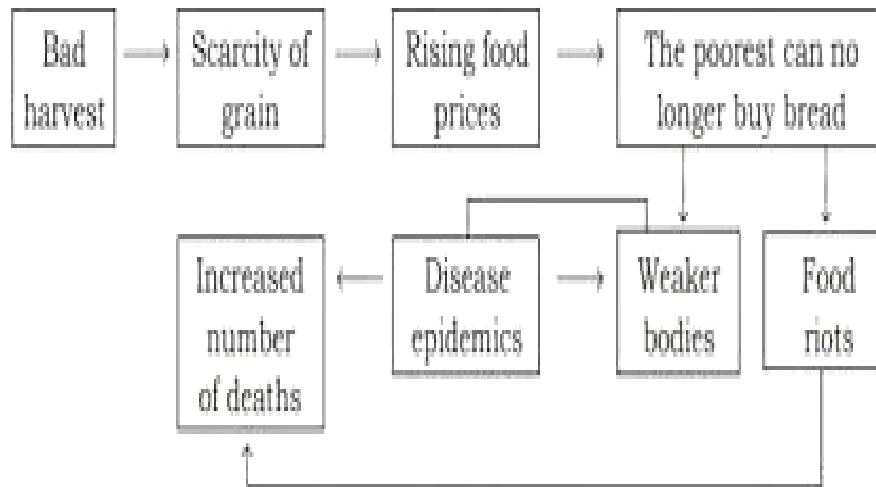 Bad
harvest
Scarcity of
grain
Rising food
prices
The poorest can no
longer buy bread
Increased
number
of deaths
Disease
epidemics
Weaker
bodies
Food
riots